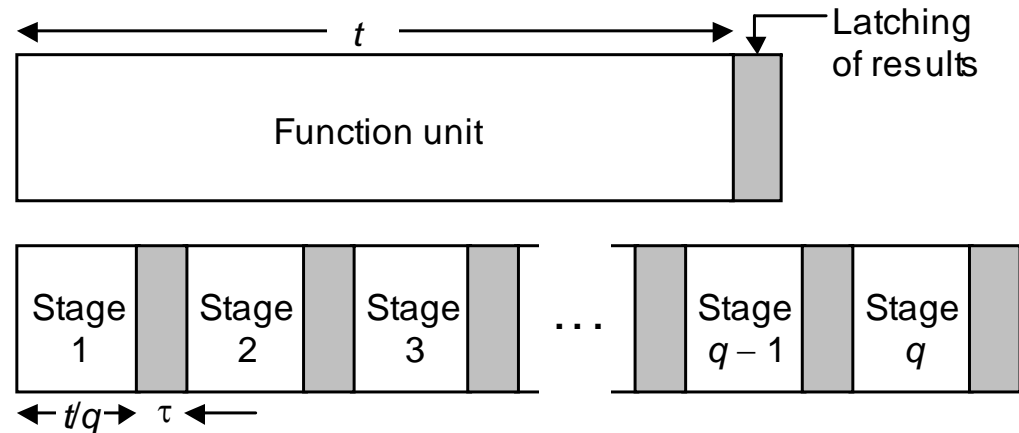 t
Latching
of results
Function unit
Stage
1
Stage
2
Stage
3
. . .
Stage
q – 1
Stage
q
t/q
τ